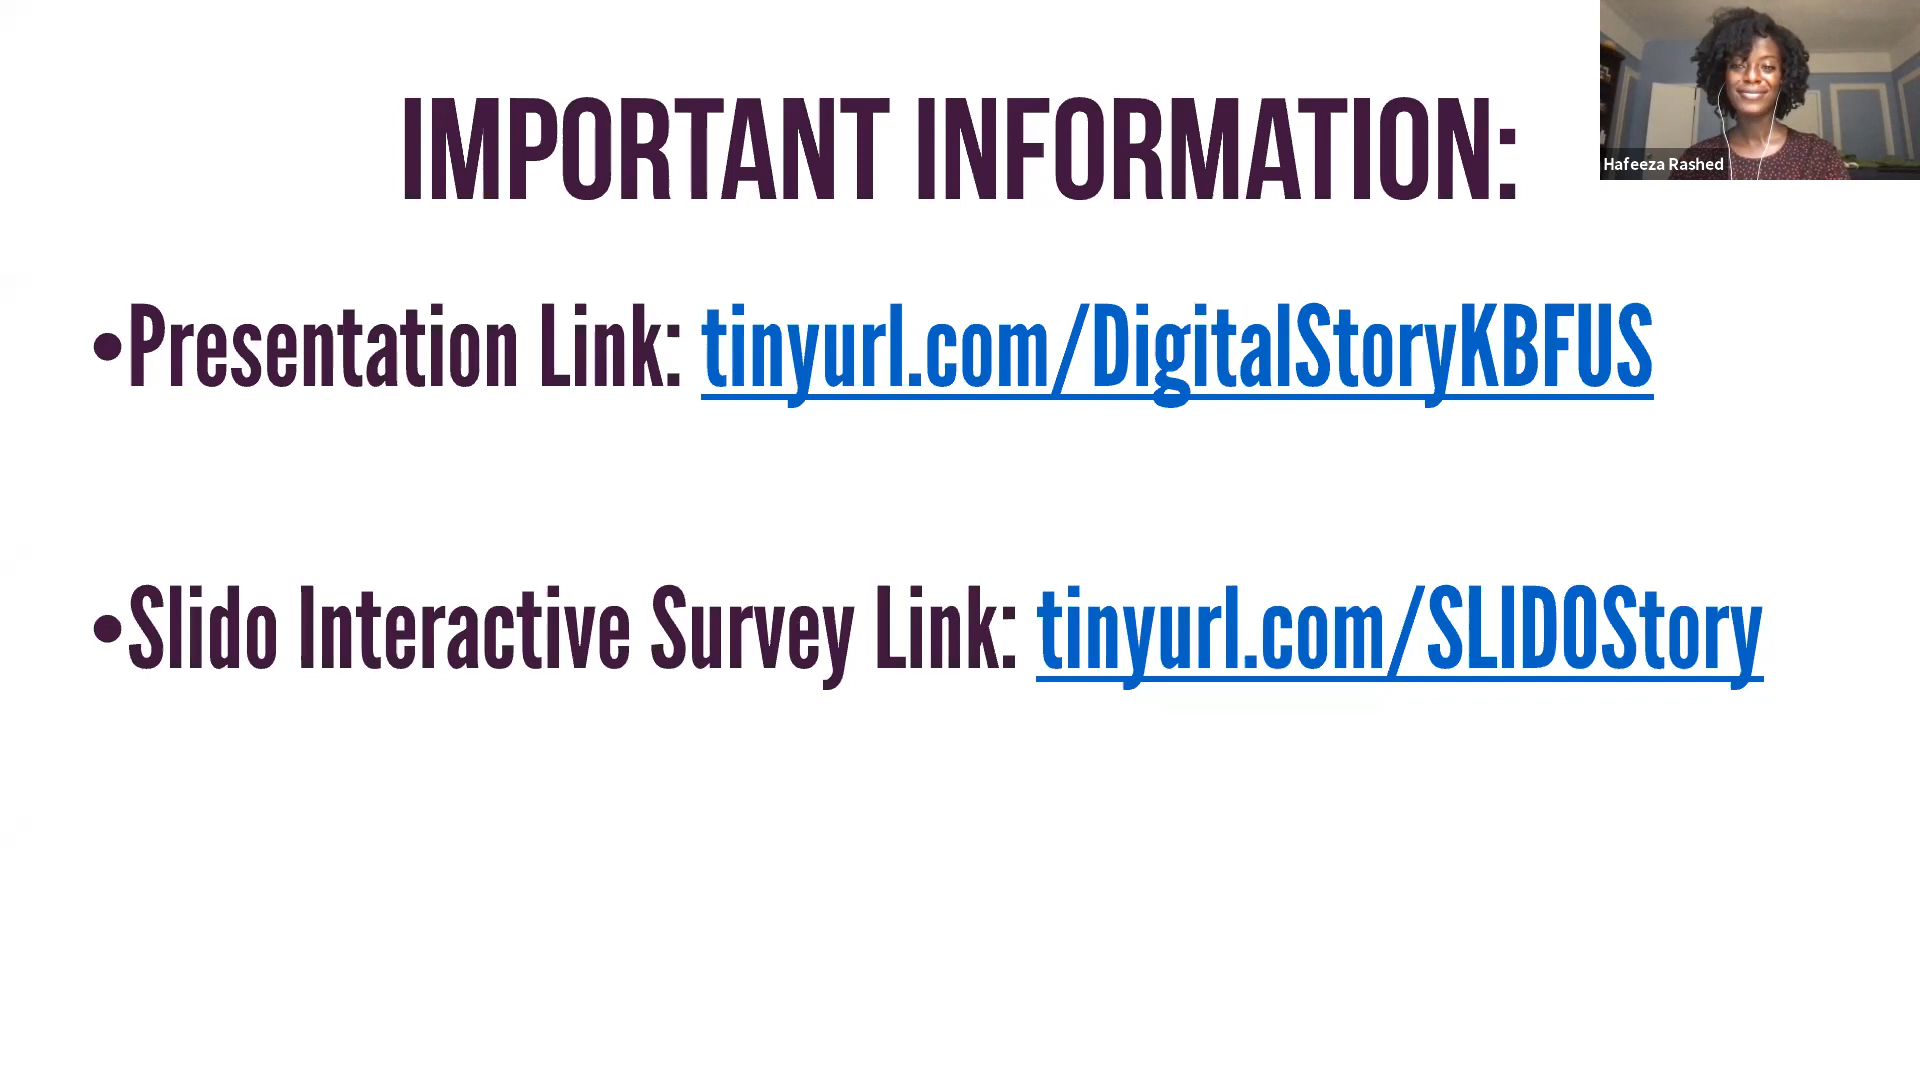 IMPORTANT INFORMATION:
Hafeeza Rashed
•Presentation Link: tinyurl.com/DigitalStoryKBFUS
•Slido Interactive Survey Link: tinyurl.com/SLIDOStory